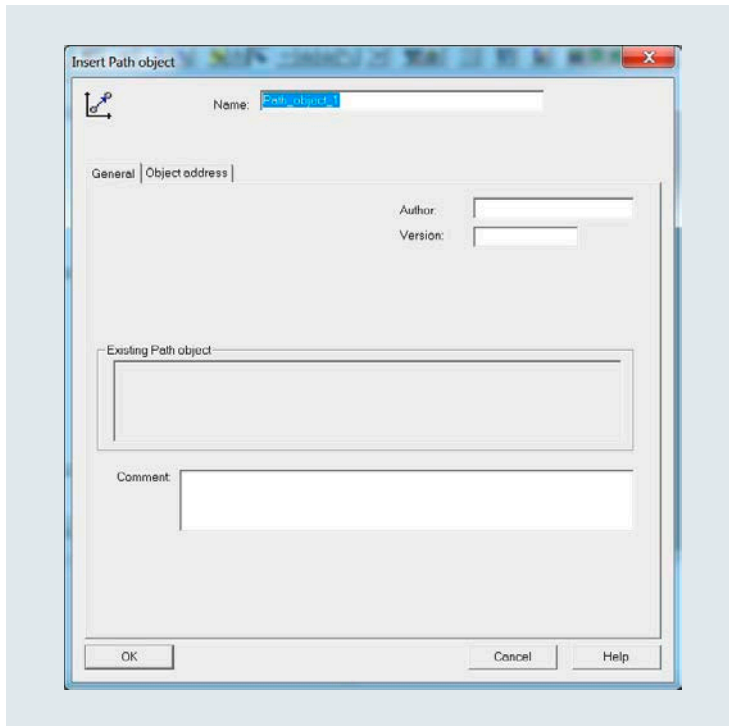 Insert Path object
X
Name: Path_object_1
General Object address
Author:
Version:
Existing Path object
Comment:
OK Cancel Help